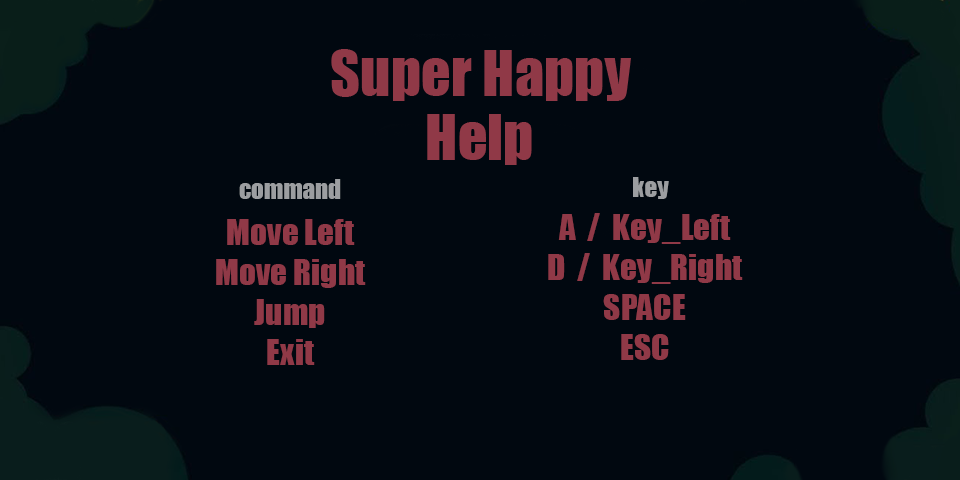 Super Happy
Help
command key
Move Left A / Key_Left
Move Right D / Key_Right
Jump SPACE
Exit ESC